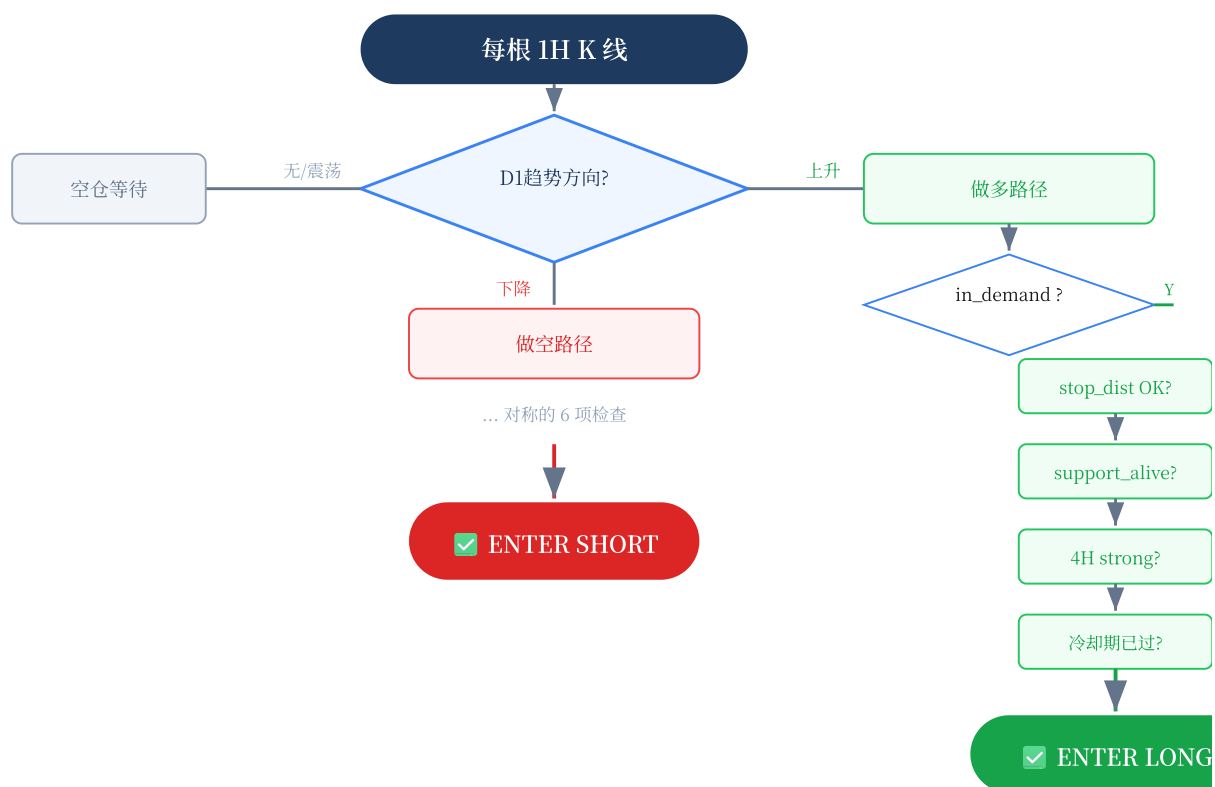 每根 1H K 线
D1趋势方向?
无/震荡
空仓等待
上升
做多路径
下降
做空路径
... 对称的 6 项检查
✅ ENTER SHORT
in_demand ?
Y
stop_dist OK?
support_alive?
4H strong?
冷却期已过?
✅ ENTER LONG